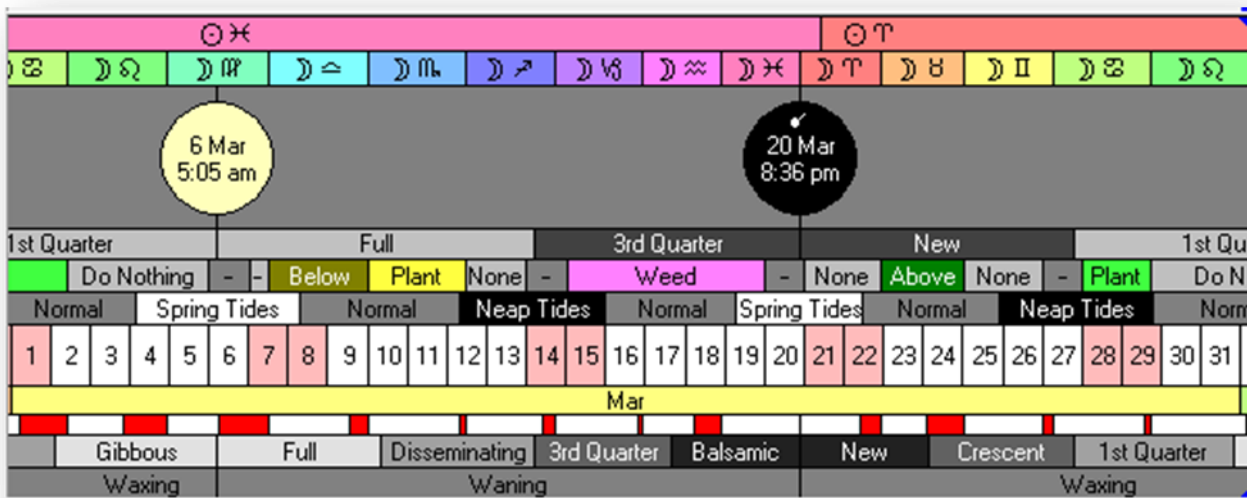 ☉♓ ☉♈
☽♋ ☽♌ ☽♍ ☽♎ ☽♏ ☽♐ ☽♑ ☽♒ ☽♓ ☽♈ ☽♉ ☽♊ ☽♋ ☽♌
6 Mar
5:05 am
20 Mar
8:36 pm
1st Quarter Full 3rd Quarter New 1st Qu
Do Nothing - - Below Plant None - Weed - None Above None - Plant Do N
Normal Spring Tides Normal Neap Tides Normal Spring Tides Normal Neap Tides Norm
1 2 3 4 5 6 7 8 9 10 11 12 13 14 15 16 17 18 19 20 21 22 23 24 25 26 27 28 29 30 31
Mar
Gibbous Full Disseminating 3rd Quarter Balsamic New Crescent 1st Quarter
Waxing Waning Waxing